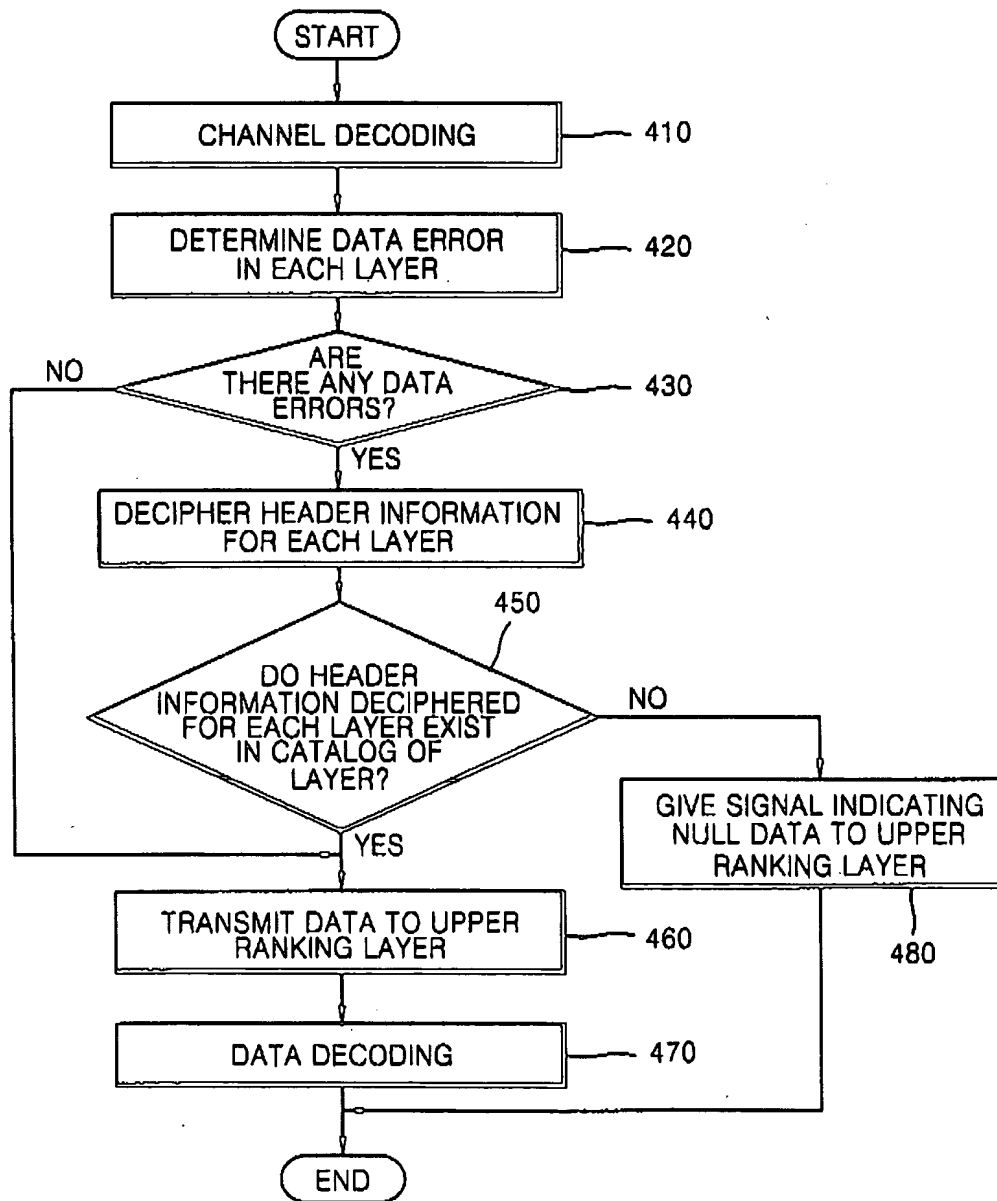 START
CHANNEL DECODING
410
DETERMINE DATA ERROR
IN EACH LAYER
420
ARE
THERE ANY DATA
ERRORS?
NO
430
YES
DECIPHER HEADER INFORMATION
FOR EACH LAYER
440
450
DO HEADER
INFORMATION DECIPHERED
FOR EACH LAYER EXIST
IN CATALOG OF
LAYER?
NO
YES
GIVE SIGNAL INDICATING
NULL DATA TO UPPER
RANKING LAYER
480
TRANSMIT DATA TO UPPER
RANKING LAYER
460
DATA DECODING
470
END